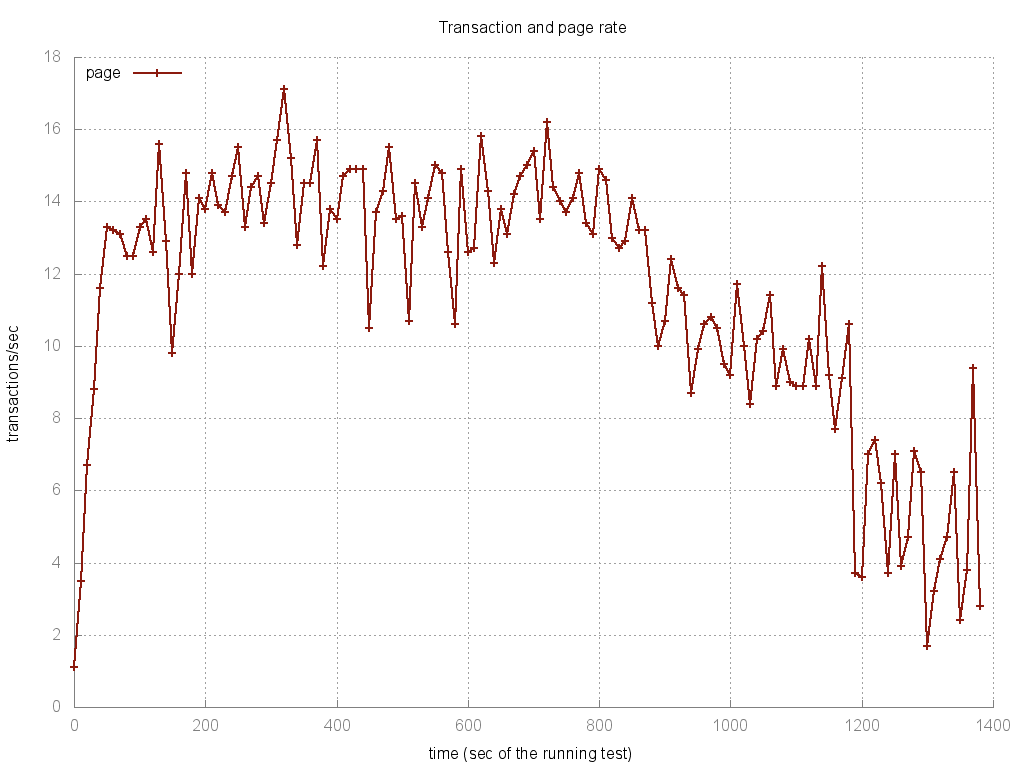 Transaction and page rate
page
transactions/sec
18
16
14
12
10
8
6
4
2
0
0 200 400 600 800 1000 1200 1400
time (sec of the running test)